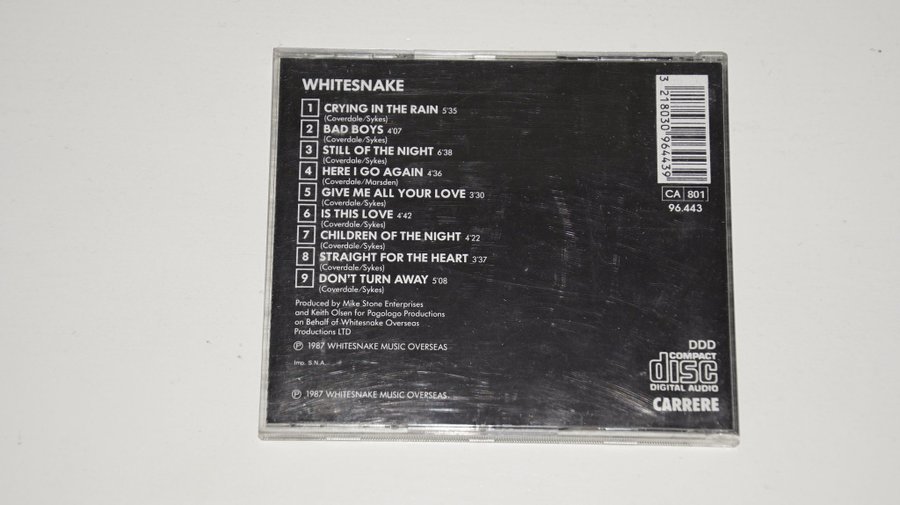 WHITESNAKE
1 CRYING IN THE RAIN 5'35
(Coverdale/Sykes)
2 BAD BOYS 4'07
(Coverdale/Sykes)
3 STILL OF THE NIGHT 6'38
(Coverdale/Sykes)
4 HERE I GO AGAIN 4'36
(Coverdale/Marsden)
5 GIVE ME ALL YOUR LOVE 3'30
(Coverdale/Sykes)
6 IS THIS LOVE 4'42
(Coverdale/Sykes)
7 CHILDREN OF THE NIGHT 4'22
(Coverdale/Sykes)
8 STRAIGHT FOR THE HEART 3'37
(Coverdale/Sykes)
9 DON'T TURN AWAY 5'08
(Coverdale/Sykes)
Produced by Mike Stone Enterprises
and Keith Olsen for Pogologo Productions
on Behalf of Whitesnake Overseas
Productions LTD
℗ 1987 WHITESNAKE MUSIC OVERSEAS
Imp. S.N.A.
℗ 1987 WHITESNAKE MUSIC OVERSEAS
3 218030 964439
CA 801
96.443
DDD
COMPACT
disc
DIGITAL AUDIO
CARRERE